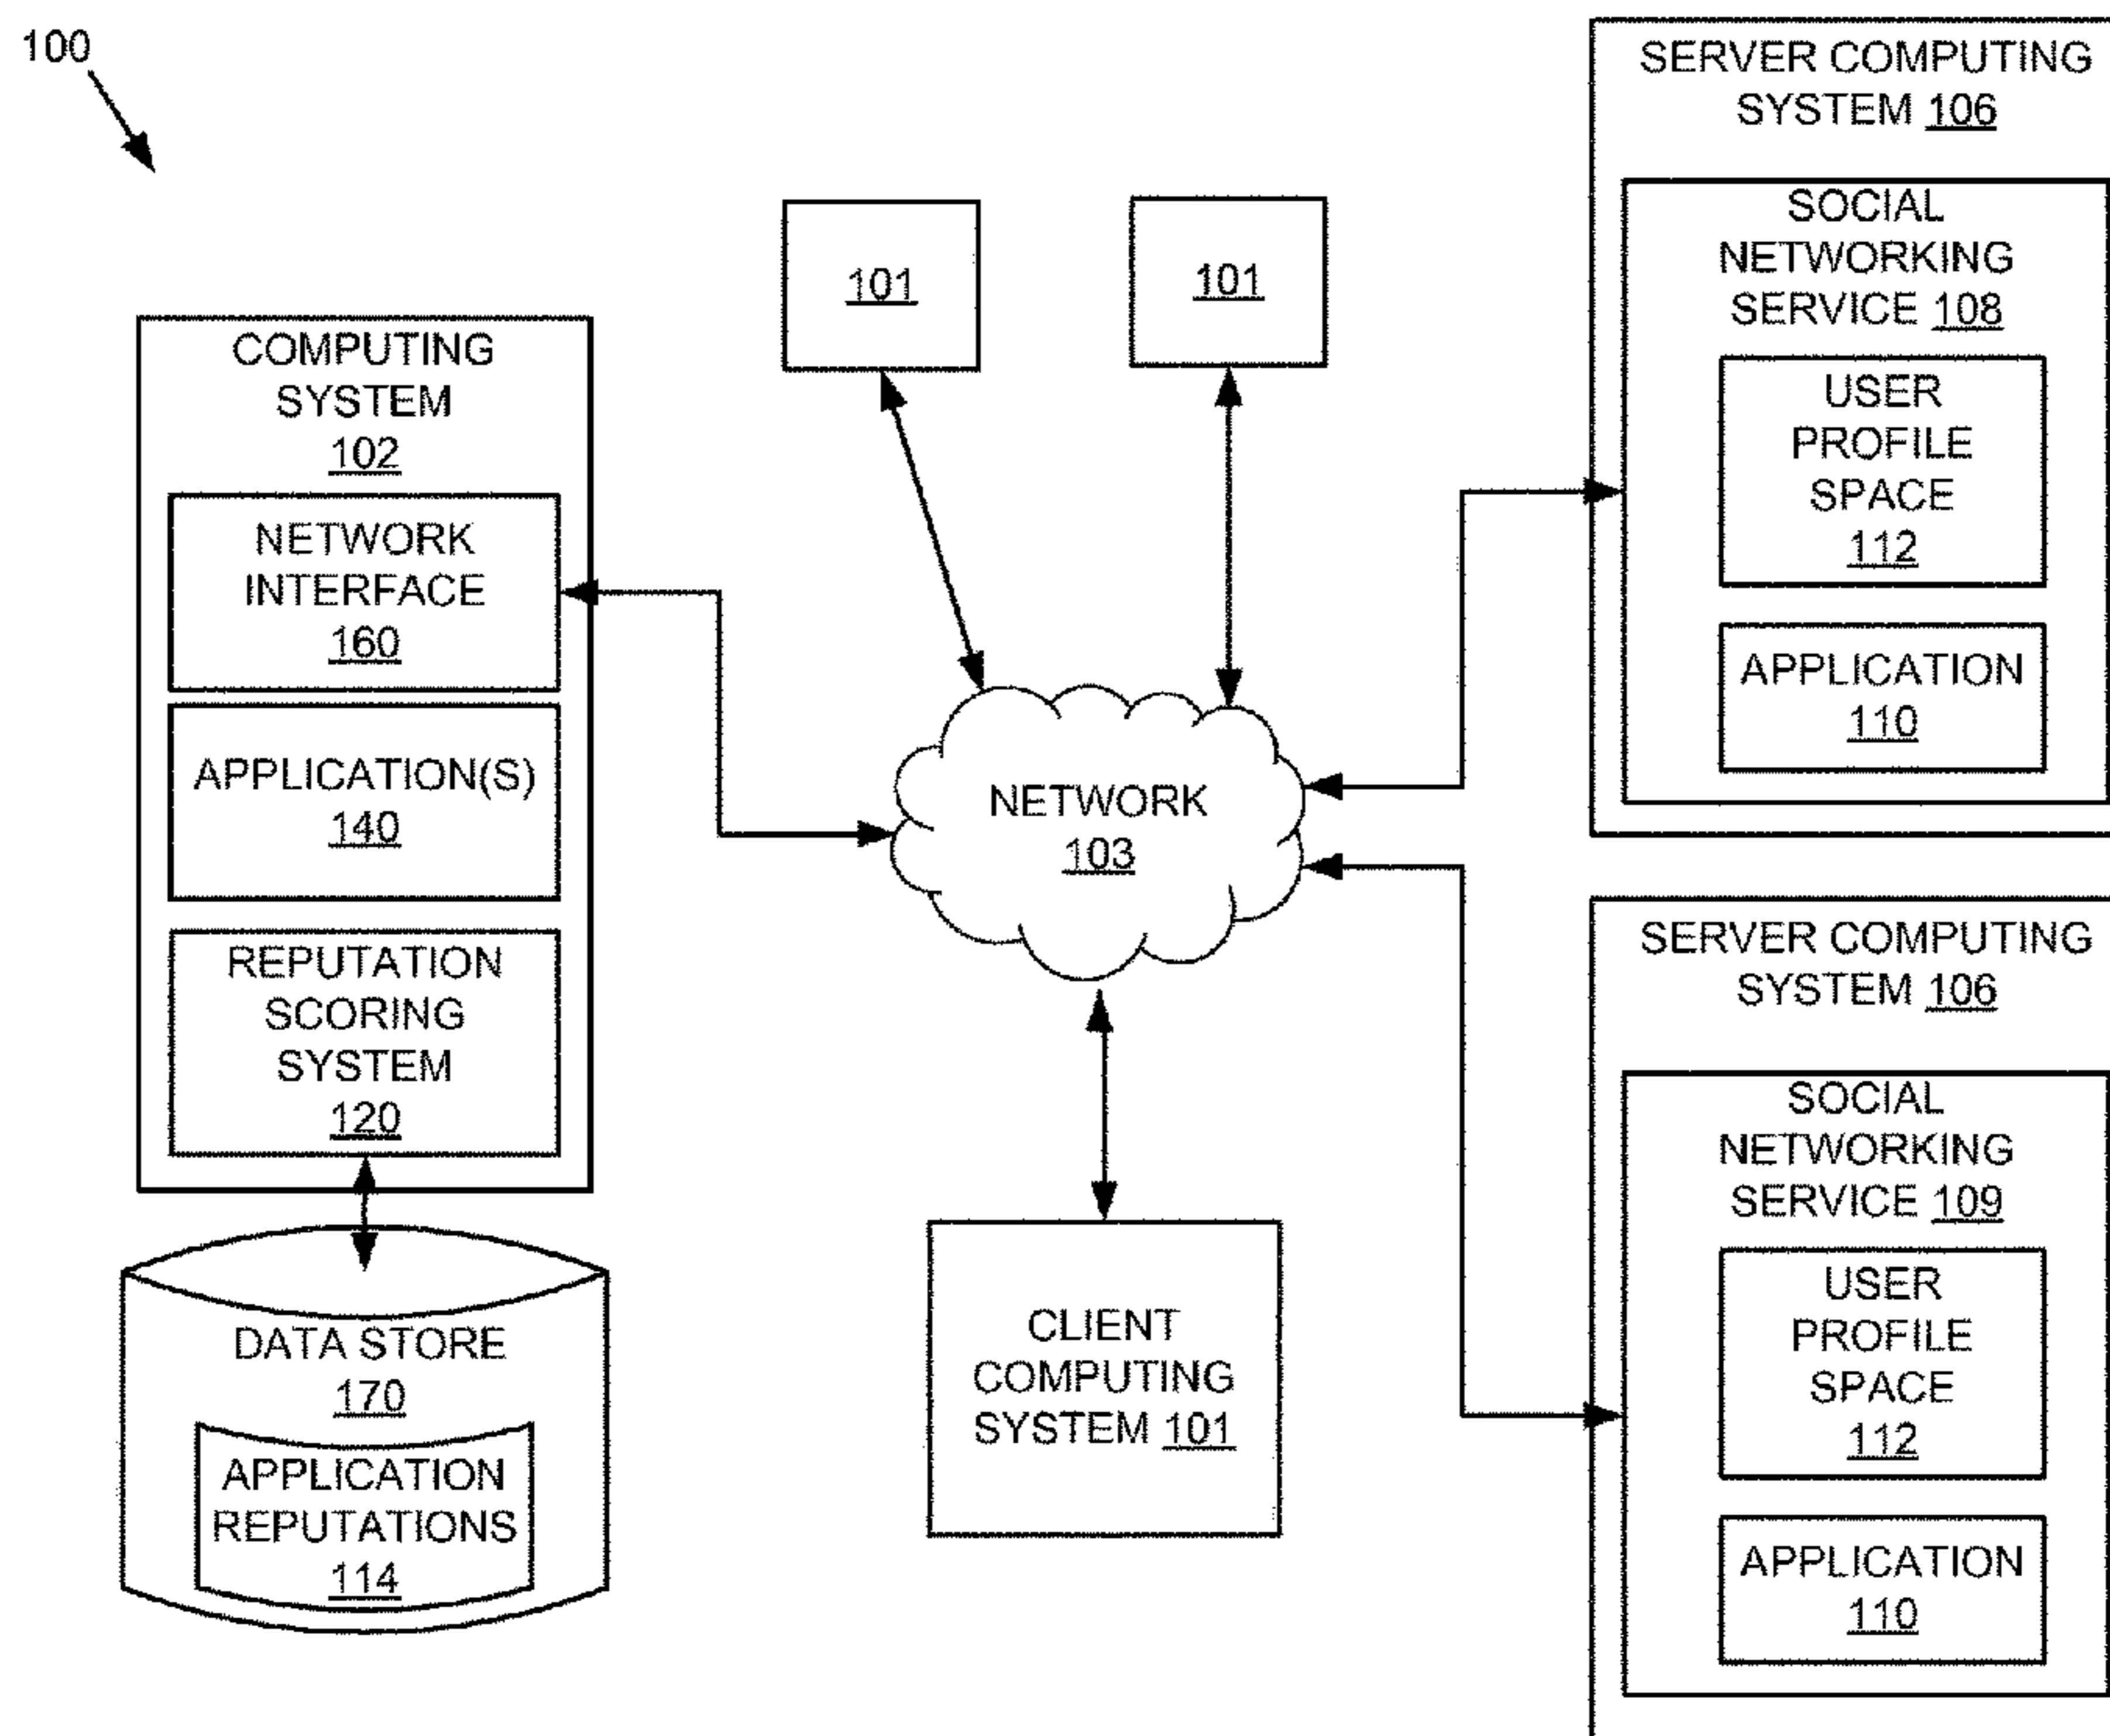 100
COMPUTING
SYSTEM
102
NETWORK
INTERFACE
160
APPLICATION(S)
140
REPUTATION
SCORING
SYSTEM
120
DATA STORE
170
APPLICATION
REPUTATIONS
114
101
101
NETWORK
103
CLIENT
COMPUTING
SYSTEM 101
SERVER COMPUTING
SYSTEM 106
SOCIAL
NETWORKING
SERVICE 108
USER
PROFILE
SPACE
112
APPLICATION
110
SERVER COMPUTING
SYSTEM 106
SOCIAL
NETWORKING
SERVICE 109
USER
PROFILE
SPACE
112
APPLICATION
110